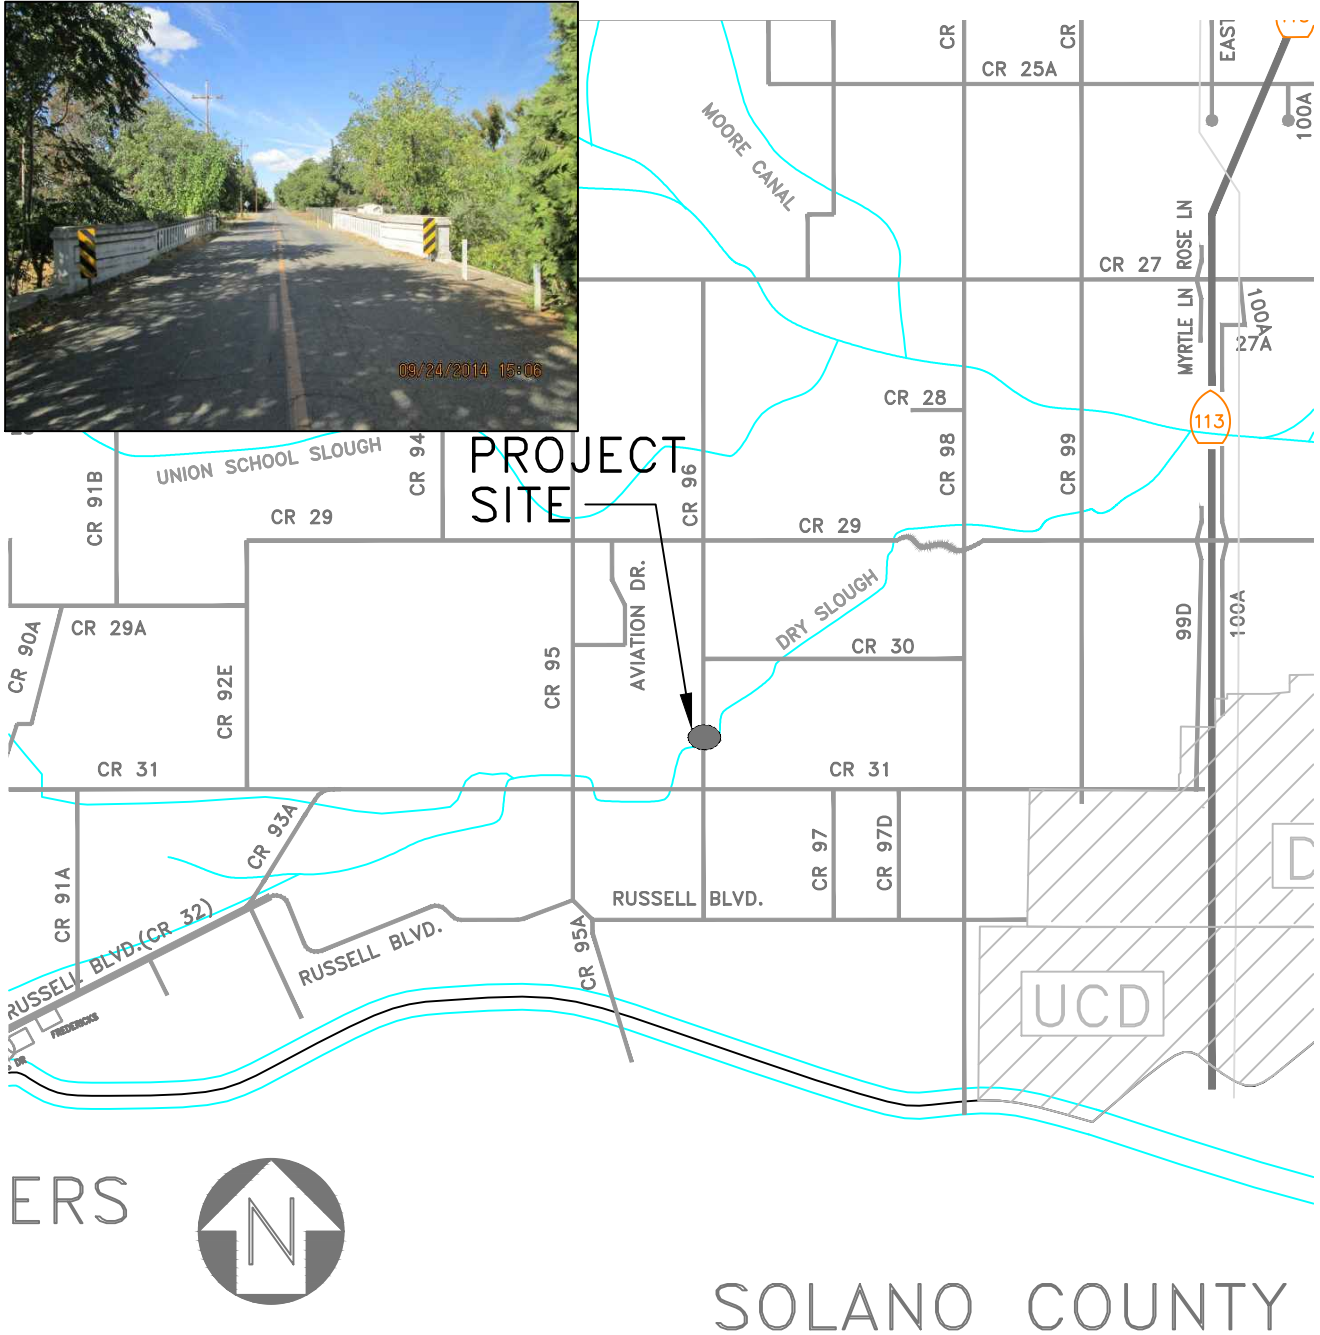 CR
CR
EAST
CR 25A
100A
MOORE CANAL
ROSE LN
CR 27
MYRTLE LN
100A
27A
09/24/2014 15:06
CR 28
113
UNION SCHOOL SLOUGH
CR 94
PROJECT
SITE
CR 96
CR 98
CR 99
CR 91B
CR 29
CR 29
DRY SLOUGH
AVIATION DR.
99D
100A
CR 90A
CR 29A
CR 30
CR 92E
CR 95
CR 31
CR 31
CR 93A
CR 97
CR 97D
D
CR 91A
RUSSELL BLVD.
RUSSELL BLVD.(CR 32)
RUSSELL BLVD.
CR 95A
UCD
FREDERICKS
DR
ERS
N
SOLANO COUNTY